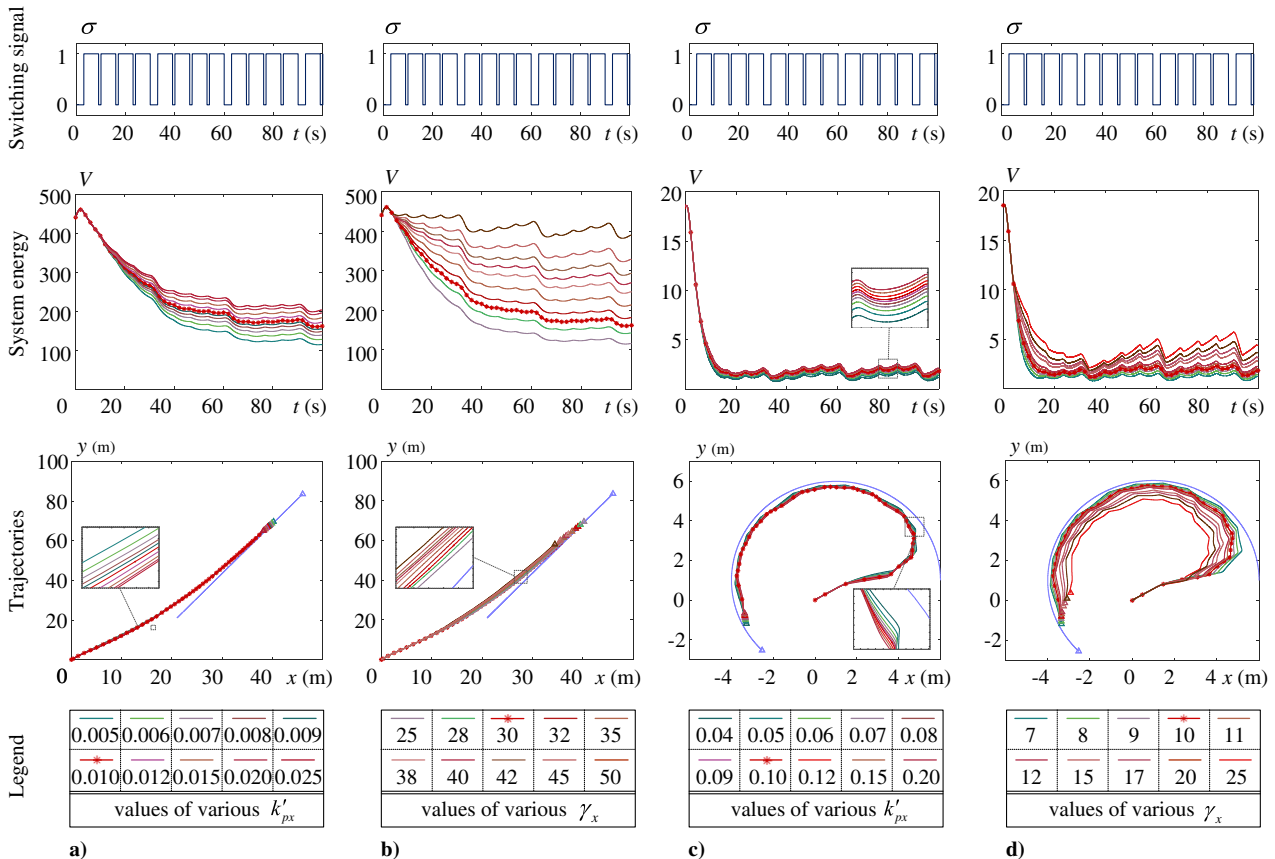 Switching signal
σ
1
0
0 20 40 60 80 t (s)
σ
1
0
0 20 40 60 80 t (s)
σ
1
0
0 20 40 60 80 t (s)
σ
1
0
0 20 40 60 80 t (s)
System energy
V
500
400
300
200
100
0 20 40 60 80 t (s)
V
500
400
300
200
100
0 20 40 60 80 t (s)
V
20
15
10
5
0 20 40 60 80 t (s)
V
20
15
10
5
0 20 40 60 80 t (s)
Trajectories
y (m)
100
80
60
40
20
0
0 10 20 30 40 x (m)
y (m)
100
80
60
40
20
0
0 10 20 30 40 x (m)
y (m)
6
4
2
0
-2
-4 -2 0 2 4 x (m)
y (m)
6
4
2
0
-2
-4 -2 0 2 4 x (m)
Legend
0.005 0.006 0.007 0.008 0.009
0.010 0.012 0.015 0.020 0.025
values of various k′px
25 28 30 32 35
38 40 42 45 50
values of various γx
0.04 0.05 0.06 0.07 0.08
0.09 0.10 0.12 0.15 0.20
values of various k′px
7 8 9 10 11
12 15 17 20 25
values of various γx
a)
b)
c)
d)